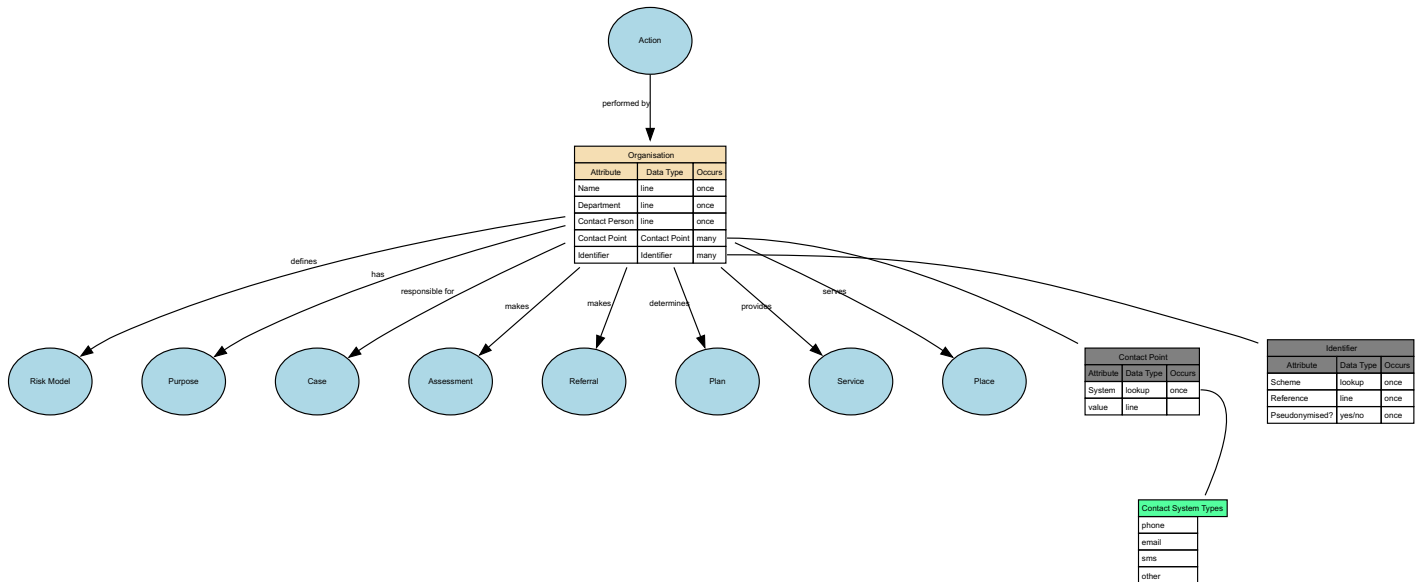 Action
performed by
Organisation
Attribute Data Type Occurs
Name line once
Department line once
Contact Person line once
Contact Point Contact Point many
Identifier Identifier many
defines
has
responsible for
makes
makes
determines
provides
serves
Risk Model
Purpose
Case
Assessment
Referral
Plan
Service
Place
Contact Point
Attribute Data Type Occurs
System lookup once
value line
Identifier
Attribute Data Type Occurs
Scheme lookup once
Reference line once
Pseudonymised? yes/no once
Contact System Types
phone
email
sms
other